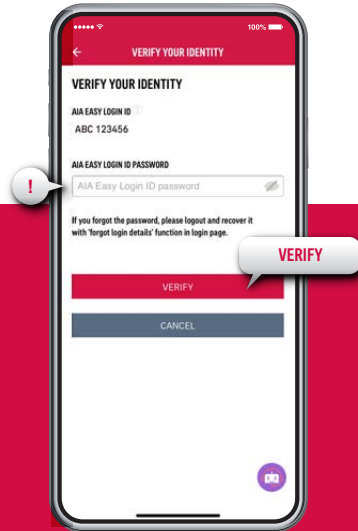 100%
VERIFY YOUR IDENTITY
VERIFY YOUR IDENTITY
AIA EASY LOGIN ID
ABC 123456
AIA EASY LOGIN ID PASSWORD
!
AIA Easy Login ID password
If you forgot the password, please logout and recover it
with 'forgot login details' function in login page.
VERIFY
VERIFY
CANCEL